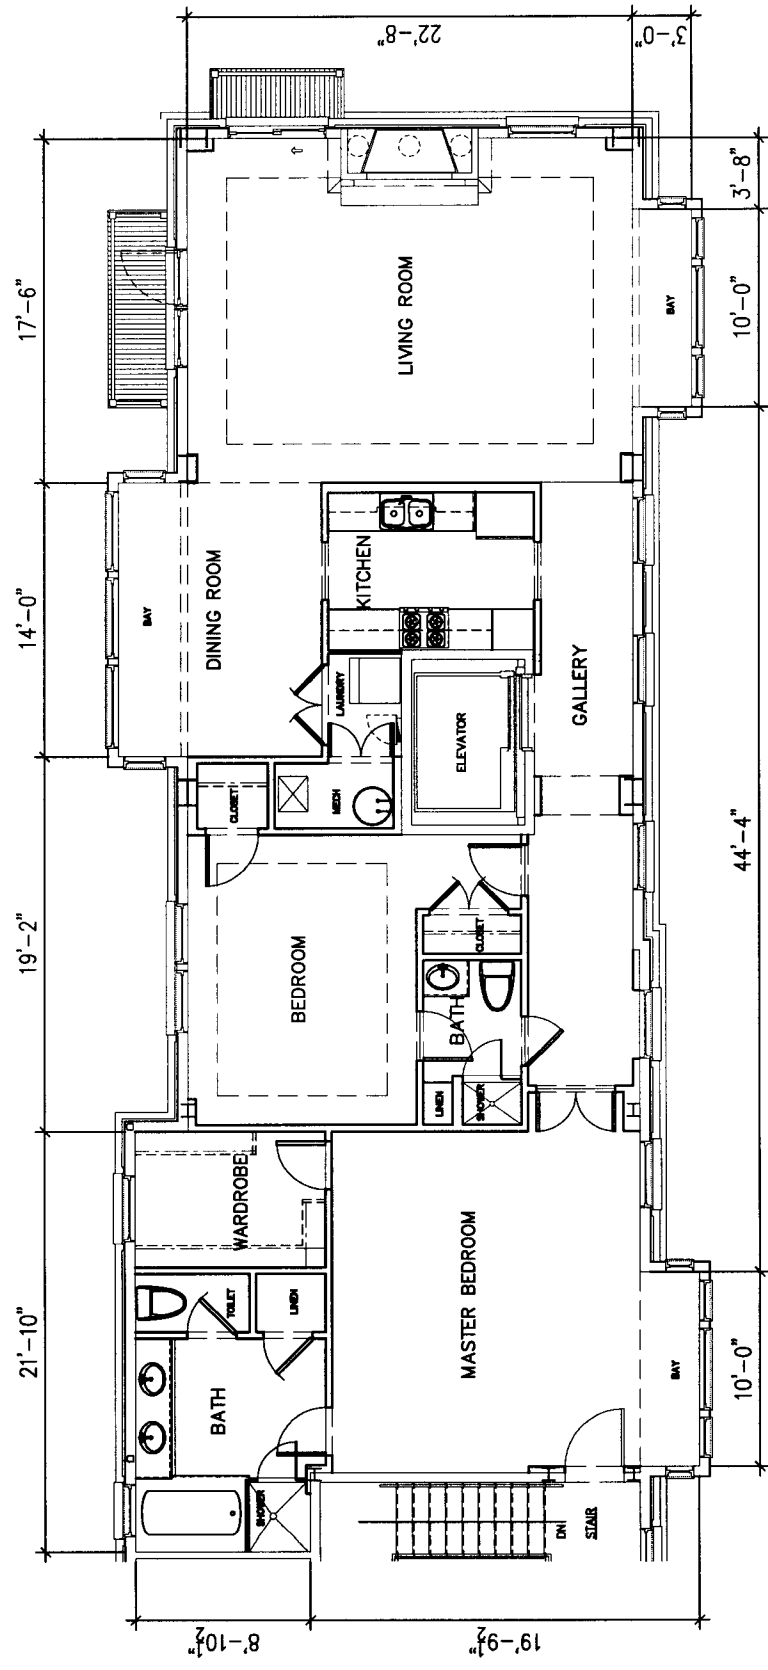 21'-10"
19'-2"
14'-0"
17'-6"
22'-8"
3'-0"
8'-10½"
19'-9½"
10'-0"
44'-4"
10'-0"
3'-8"
BATH
SHOWER
TOILET
LINEN
WARDROBE
MASTER BEDROOM
BAY
DN
STAIR
BEDROOM
CLOSET
MECH
LAUNDRY
ELEVATOR
CLOSET
BATH
LINEN
SHOWER
BAY
DINING ROOM
KITCHEN
GALLERY
LIVING ROOM
BAY